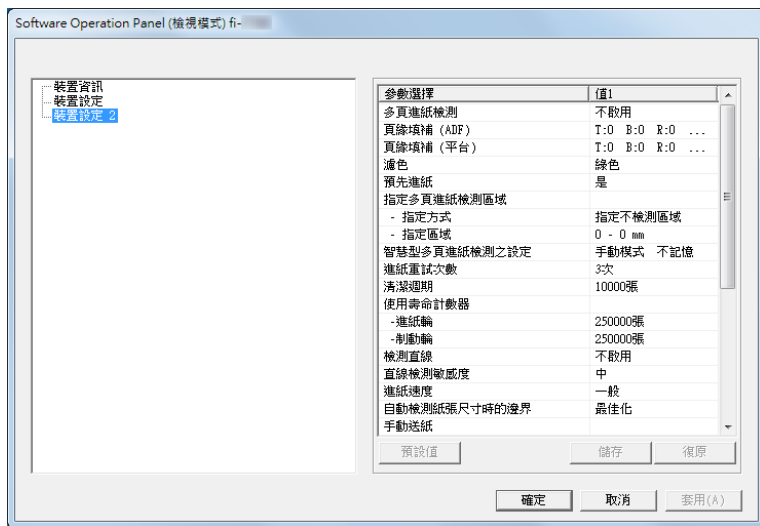 Software Operation Panel (檢視模式) fi-
裝置資訊
裝置設定
裝置設定 2
參數選擇 值1
多頁進紙檢測 不啟用
頁緣填補 (ADF) T:0 B:0 R:0 ...
頁緣填補 (平台) T:0 B:0 R:0 ...
濾色 綠色
預先進紙 是
指定多頁進紙檢測區域
- 指定方式 指定不檢測區域
- 指定區域 0 - 0 mm
智慧型多頁進紙檢測之設定 手動模式 不記憶
進紙重試次數 3次
清潔週期 10000張
使用壽命計數器
-進紙輪 250000張
-制動輪 250000張
檢測直線 不啟用
直線檢測敏感度 中
進紙速度 一般
自動檢測紙張尺寸時的邊界 最佳化
手動送紙
預設值 儲存 復原
確定 取消 套用(A)